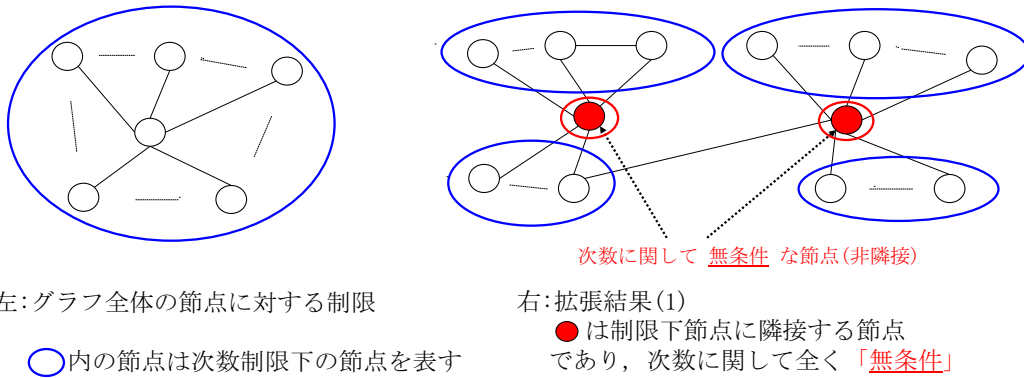 次数に関して 無条件 な節点(非隣接)
左:グラフ全体の節点に対する制限
内の節点は次数制限下の節点を表す
右:拡張結果(1)
は制限下節点に隣接する節点
であり, 次数に関して全く「無条件」